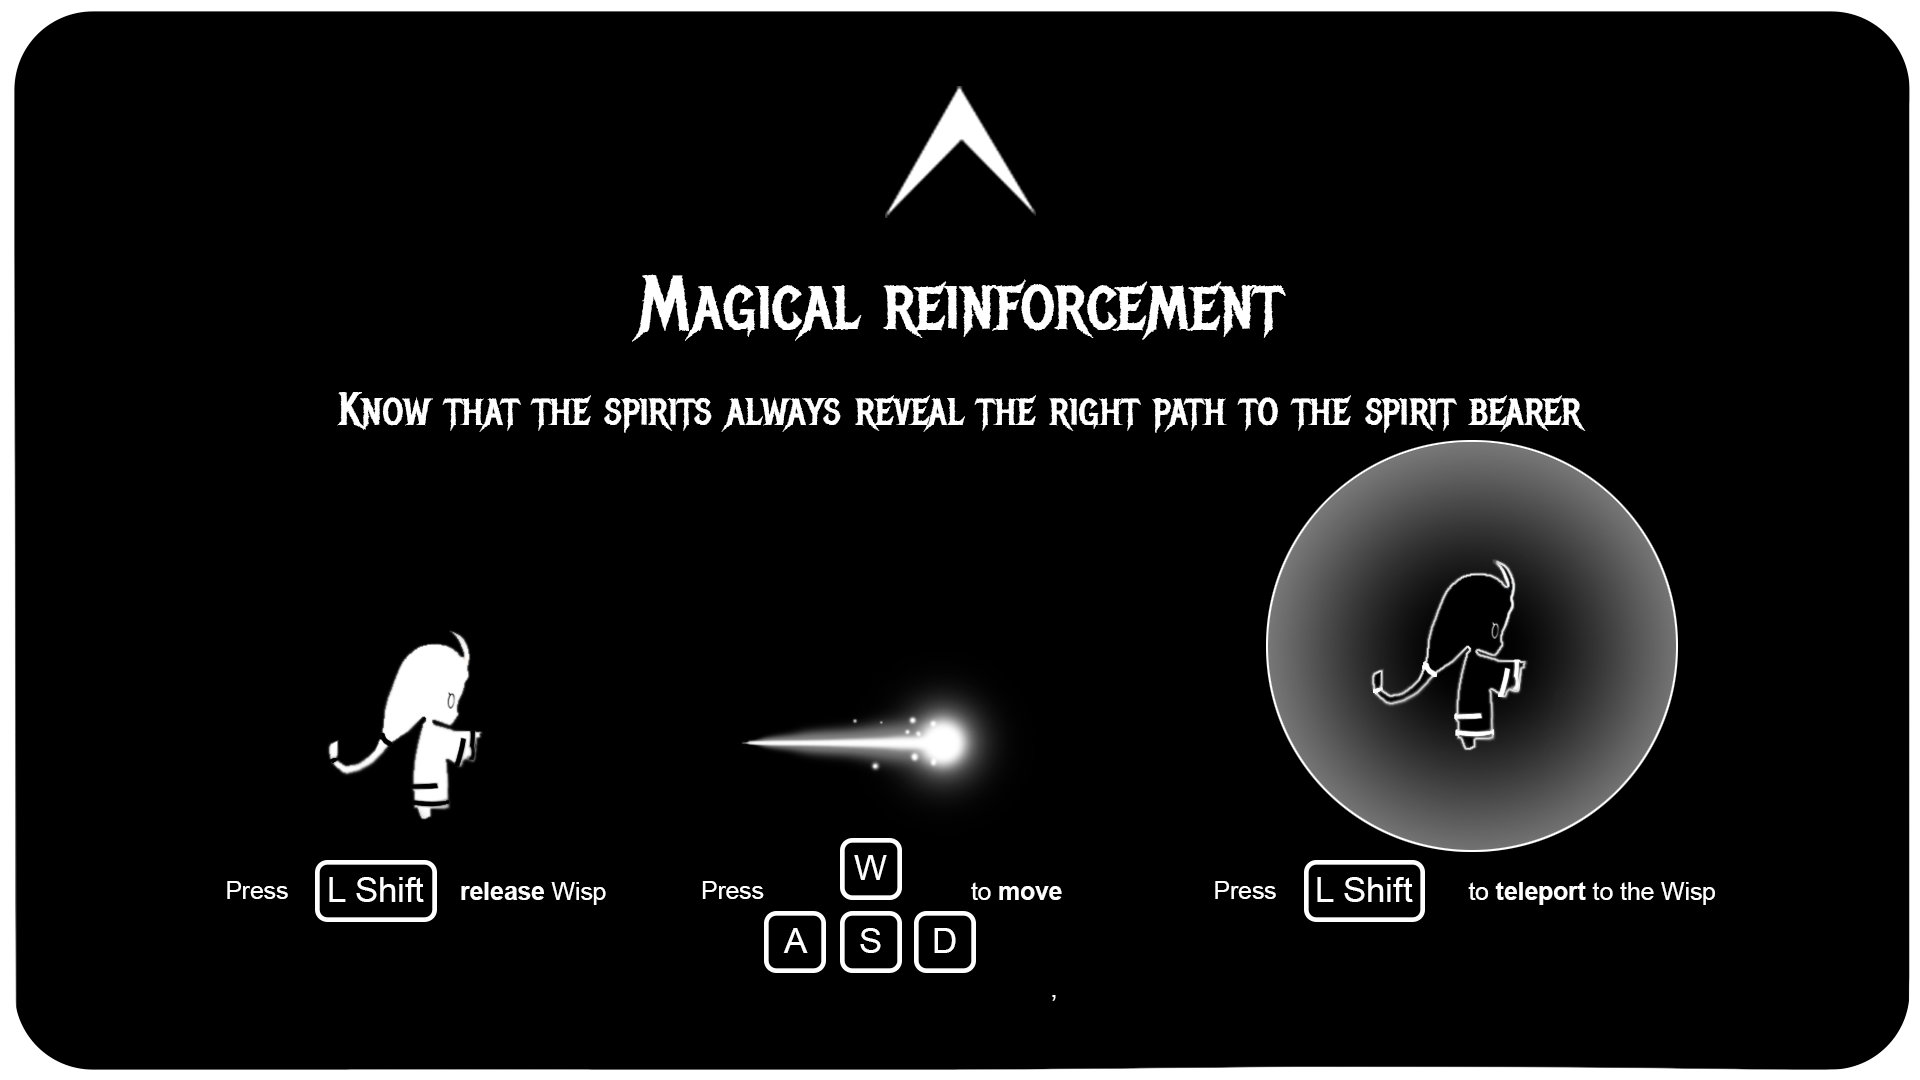 Magical reinforcement
Know that the spirits always reveal the right path to the spirit bearer
Press L Shift release Wisp
Press W A S D to move
Press L Shift to teleport to the Wisp
,